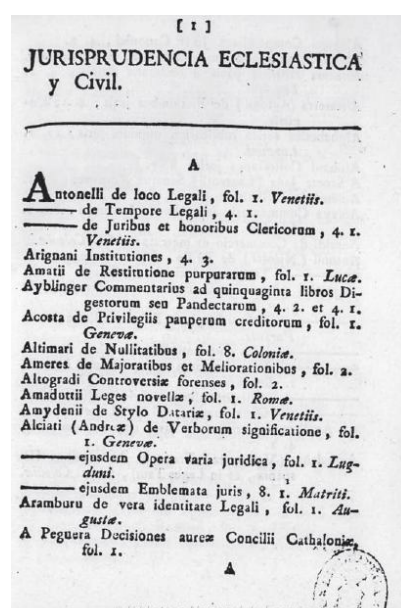 [ 1 ]
JURISPRUDENCIA ECLESIASTICA
y Civil.
A
Antonelli de loco Legali, fol. 1. Venetiis.
——— de Tempore Legali, 4. 1.
——— de Juribus et honoribus Clericorum, 4. 1.
Venetiis.
Arignani Institutiones, 4. 3.
Amatii de Restitutione purpurarum, fol. 1. Lucæ.
Ayblinger Commentarius ad quinquaginta libros Di-
gestorum seu Pandectarum, 4. 2. et 4. 1.
Acosta de Privilegiis pauperum creditorum, fol. 1.
Genevæ.
Altimari de Nullitatibus, fol. 8. Coloniæ.
Ameres de Majoratibus et Meliorationibus, fol. 2.
Altogradi Controversiæ forenses, fol. 2.
Amaduttii Leges novellæ, fol. 1. Romæ.
Amydenii de Stylo Datariæ, fol. 1. Venetiis.
Alciati (Andreæ) de Verborum significatione, fol.
1. Genevæ.
——— ejusdem Opera varia juridica, fol. 1. Lug-
duni.
——— ejusdem Emblemata juris, 8. 1. Matriti.
Aramburu de vera identitate Legali, fol. 1. Au-
gustæ.
A Peguera Decisiones aureæ Concilii Cathaloniæ,
fol. 1.
A